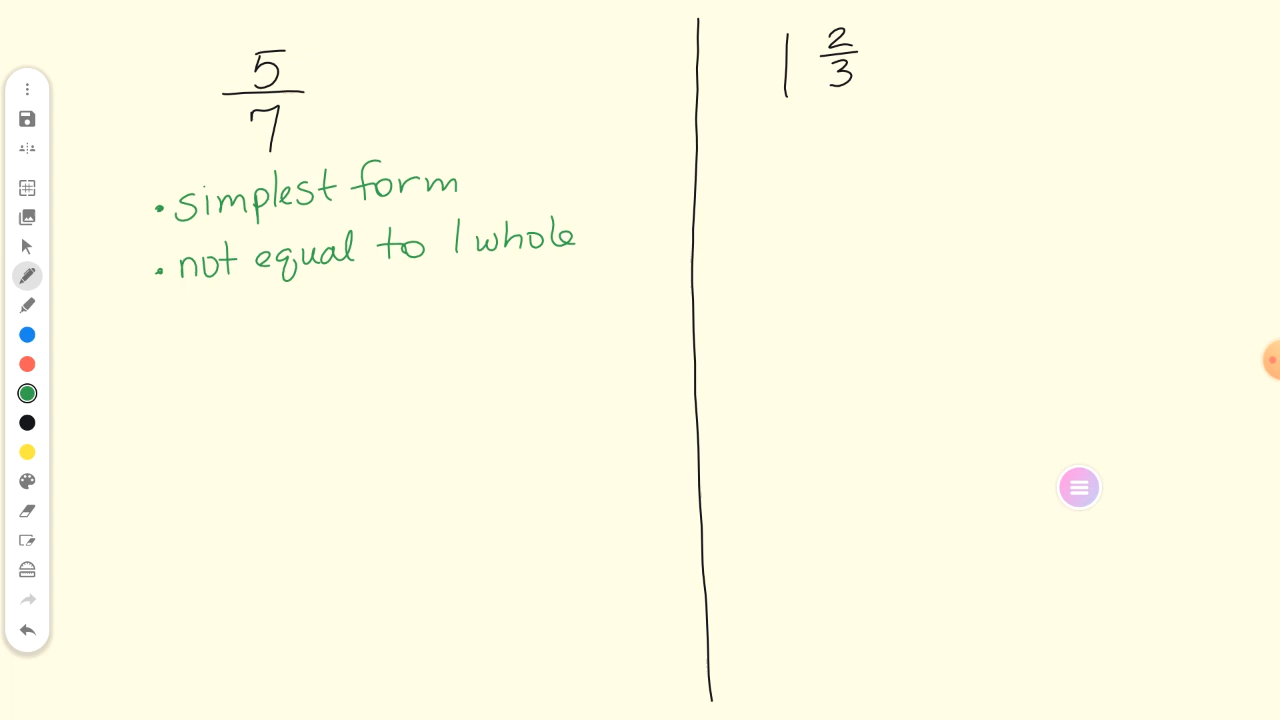 5
7
• simplest form
• not equal to 1 whole
1 2/3